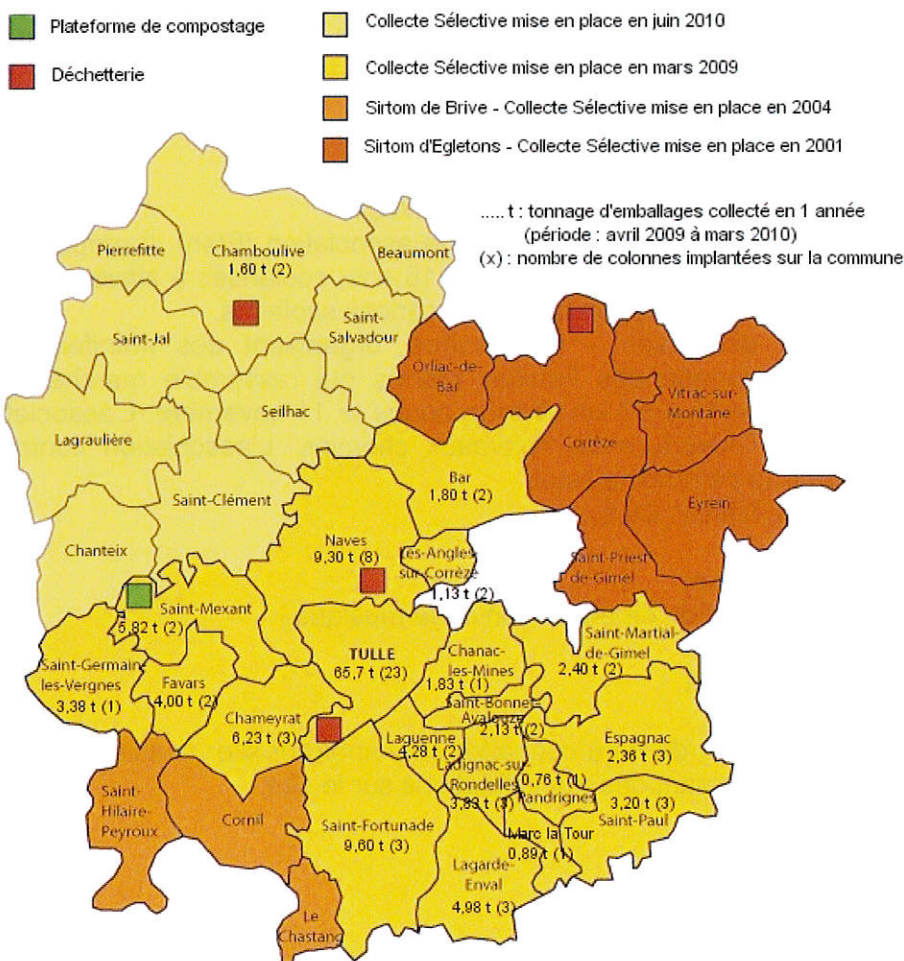 Plateforme de compostage
Déchetterie
Collecte Sélective mise en place en juin 2010
Collecte Sélective mise en place en mars 2009
Sirtom de Brive - Collecte Sélective mise en place en 2004
Sirtom d'Egletons - Collecte Sélective mise en place en 2001
..... t : tonnage d'emballages collecté en 1 année
(période : avril 2009 à mars 2010)
(x) : nombre de colonnes implantées sur la commune
Pierrefitte
Chamboulive
1,60 t (2)
Beaumont
Saint-Jal
Saint-
Salvadour
Orliac-de-
Bar
Vitrac-sur-
Montane
Lagraulière
Seilhac
Corrèze
Bar
1,80 t (2)
Saint-Clément
Eyrein
Chanteix
Naves
9,30 t (8)
Les-Angles
sur-Corrèze
1,13 t (2)
Saint-Priest
de-Gimel
Saint-Mexant
5,82 t (2)
Saint-Germain-
les-Vergnes
3,38 t (1)
Favars
4,00 t (2)
TULLE
65,7 t (23)
Chanac-
les-Mines
1,83 t (1)
Saint-Martial-
de-Gimel
2,40 t (2)
Chameyrat
6,23 t (3)
Saint-Bonnet-
Avalouze
2,13 t (2)
Laguenne
4,28 t (2)
Espagnac
2,36 t (3)
Ladignac-sur-
Rondelles
3,83 t (3)
0,76 t (1)
Pandrignes
3,20 t (3)
Saint-Paul
Saint-
Hilaire-
Peyroux
Cornil
Saint-Fortunade
9,60 t (3)
Marc la Tour
0,89 t (1)
Lagarde-
Enval
4,98 t (3)
Le
Chastang